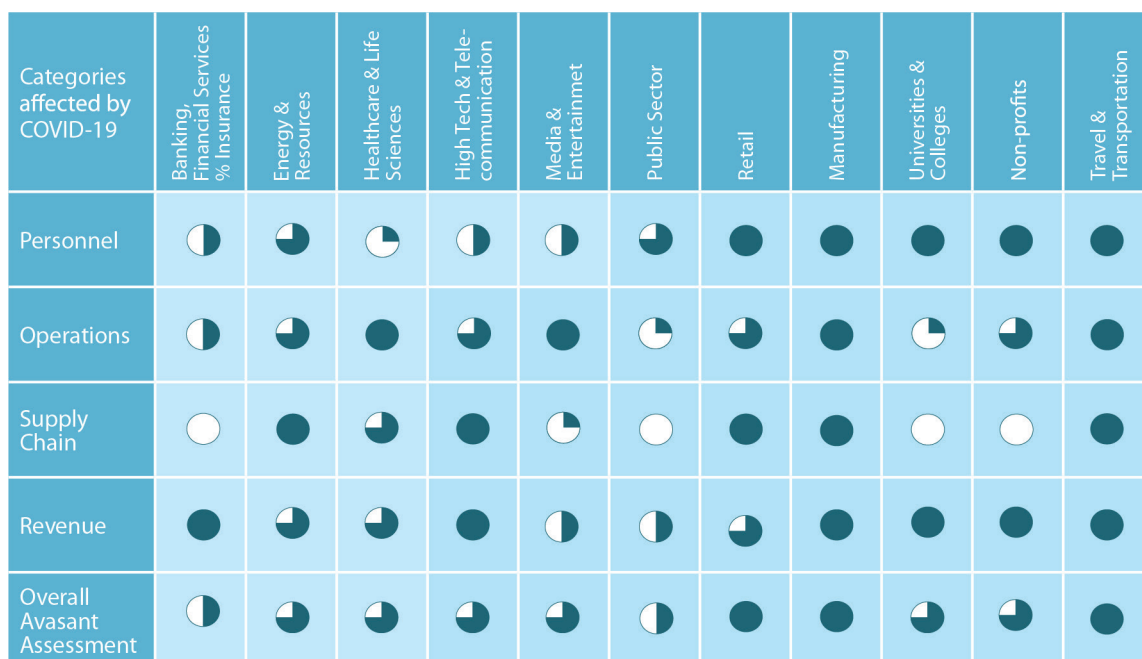 Categories
affected by
COVID-19
Banking,
Financial Services
% Insurance
Energy &
Resources
Healthcare & Life
Sciences
High Tech & Tele-
communication
Media &
Entertainmet
Public Sector
Retail
Manufacturing
Universities &
Colleges
Non-profits
Travel &
Transportation
Personnel
Operations
Supply
Chain
Revenue
Overall
Avasant
Assessment